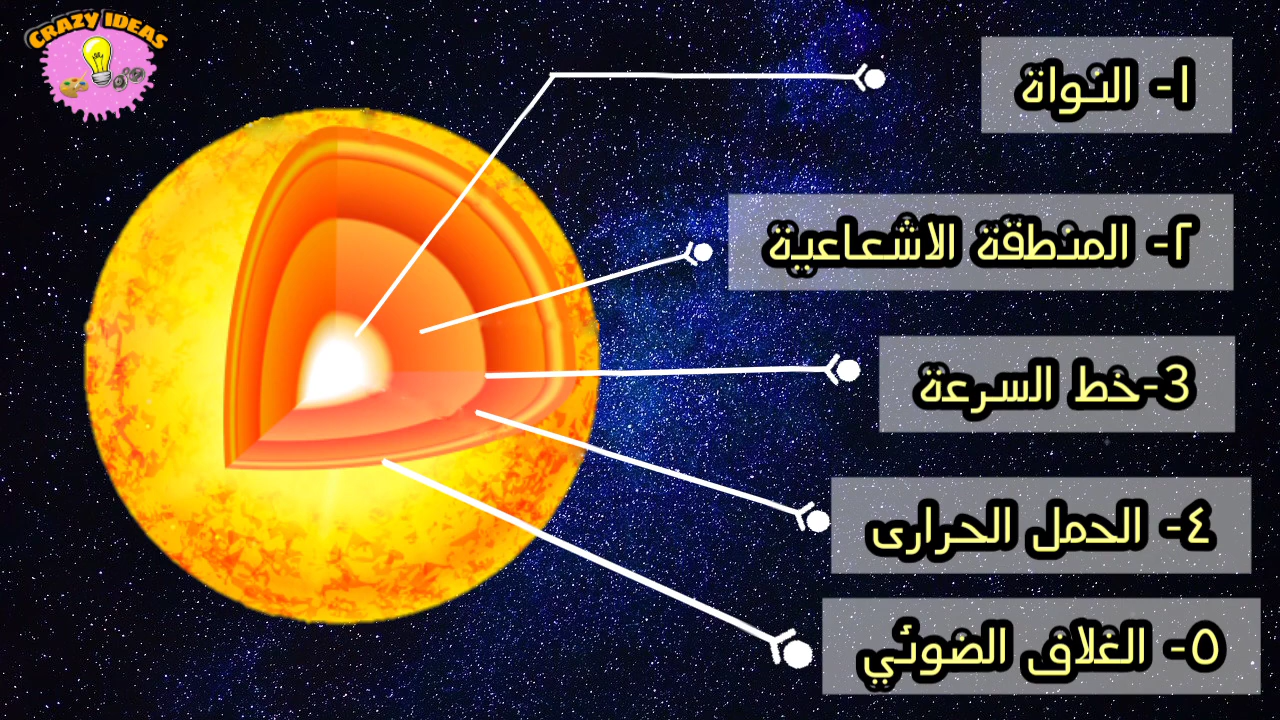 CRAZY IDEAS
١- النواة
٢- المنطقة الاشعاعية
3-خط السرعة
٤- الحمل الحرارى
٥- الغلاف الضوئي